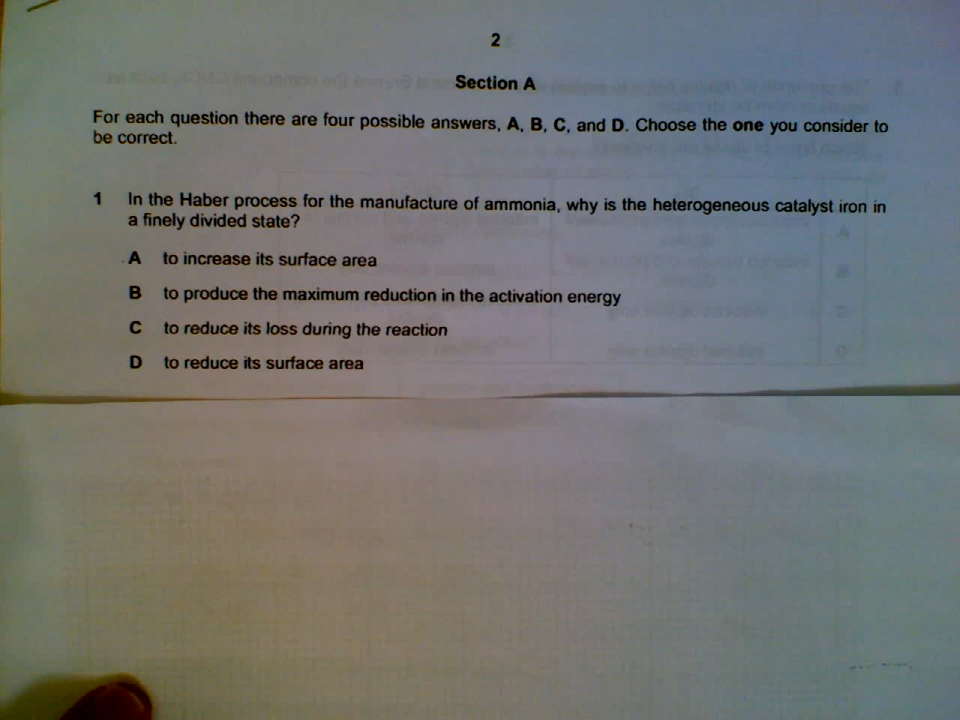 2
Section A
For each question there are four possible answers, A, B, C, and D. Choose the one you consider to
be correct.
1 In the Haber process for the manufacture of ammonia, why is the heterogeneous catalyst iron in
a finely divided state?
A to increase its surface area
B to produce the maximum reduction in the activation energy
C to reduce its loss during the reaction
D to reduce its surface area